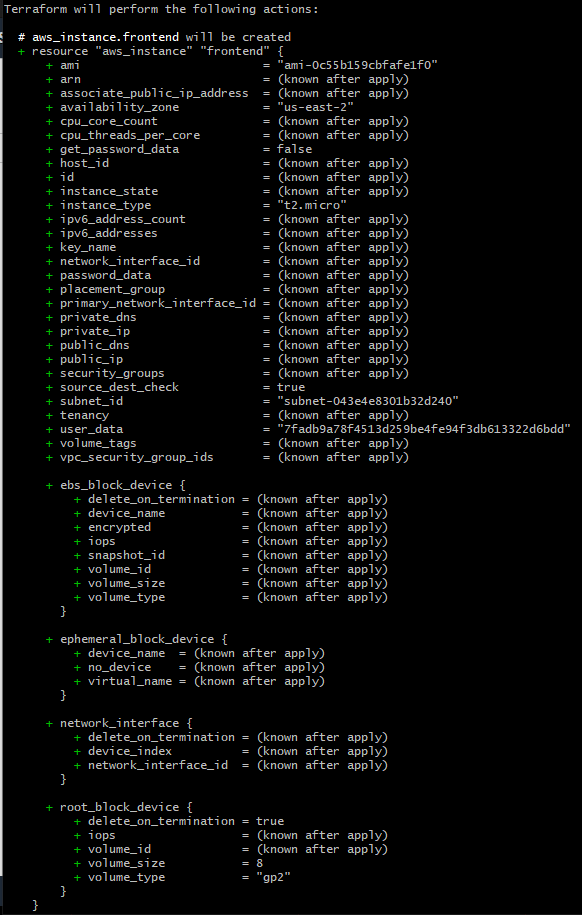 Terraform will perform the following actions:
# aws_instance.frontend will be created
+ resource "aws_instance" "frontend" {
+ ami = "ami-0c55b159cbfafe1f0"
+ arn = (known after apply)
+ associate_public_ip_address = (known after apply)
+ availability_zone = "us-east-2"
+ cpu_core_count = (known after apply)
+ cpu_threads_per_core = (known after apply)
+ get_password_data = false
+ host_id = (known after apply)
+ id = (known after apply)
+ instance_state = (known after apply)
+ instance_type = "t2.micro"
+ ipv6_address_count = (known after apply)
+ ipv6_addresses = (known after apply)
+ key_name = (known after apply)
+ network_interface_id = (known after apply)
+ password_data = (known after apply)
+ placement_group = (known after apply)
+ primary_network_interface_id = (known after apply)
+ private_dns = (known after apply)
+ private_ip = (known after apply)
+ public_dns = (known after apply)
+ public_ip = (known after apply)
+ security_groups = (known after apply)
+ source_dest_check = true
+ subnet_id = "subnet-043e4e8301b32d240"
+ tenancy = (known after apply)
+ user_data = "7fadb9a78f4513d259be4fe94f3db613322d6bdd"
+ volume_tags = (known after apply)
+ vpc_security_group_ids = (known after apply)
+ ebs_block_device {
+ delete_on_termination = (known after apply)
+ device_name = (known after apply)
+ encrypted = (known after apply)
+ iops = (known after apply)
+ snapshot_id = (known after apply)
+ volume_id = (known after apply)
+ volume_size = (known after apply)
+ volume_type = (known after apply)
}
+ ephemeral_block_device {
+ device_name = (known after apply)
+ no_device = (known after apply)
+ virtual_name = (known after apply)
}
+ network_interface {
+ delete_on_termination = (known after apply)
+ device_index = (known after apply)
+ network_interface_id = (known after apply)
}
+ root_block_device {
+ delete_on_termination = true
+ iops = (known after apply)
+ volume_id = (known after apply)
+ volume_size = 8
+ volume_type = "gp2"
}
}